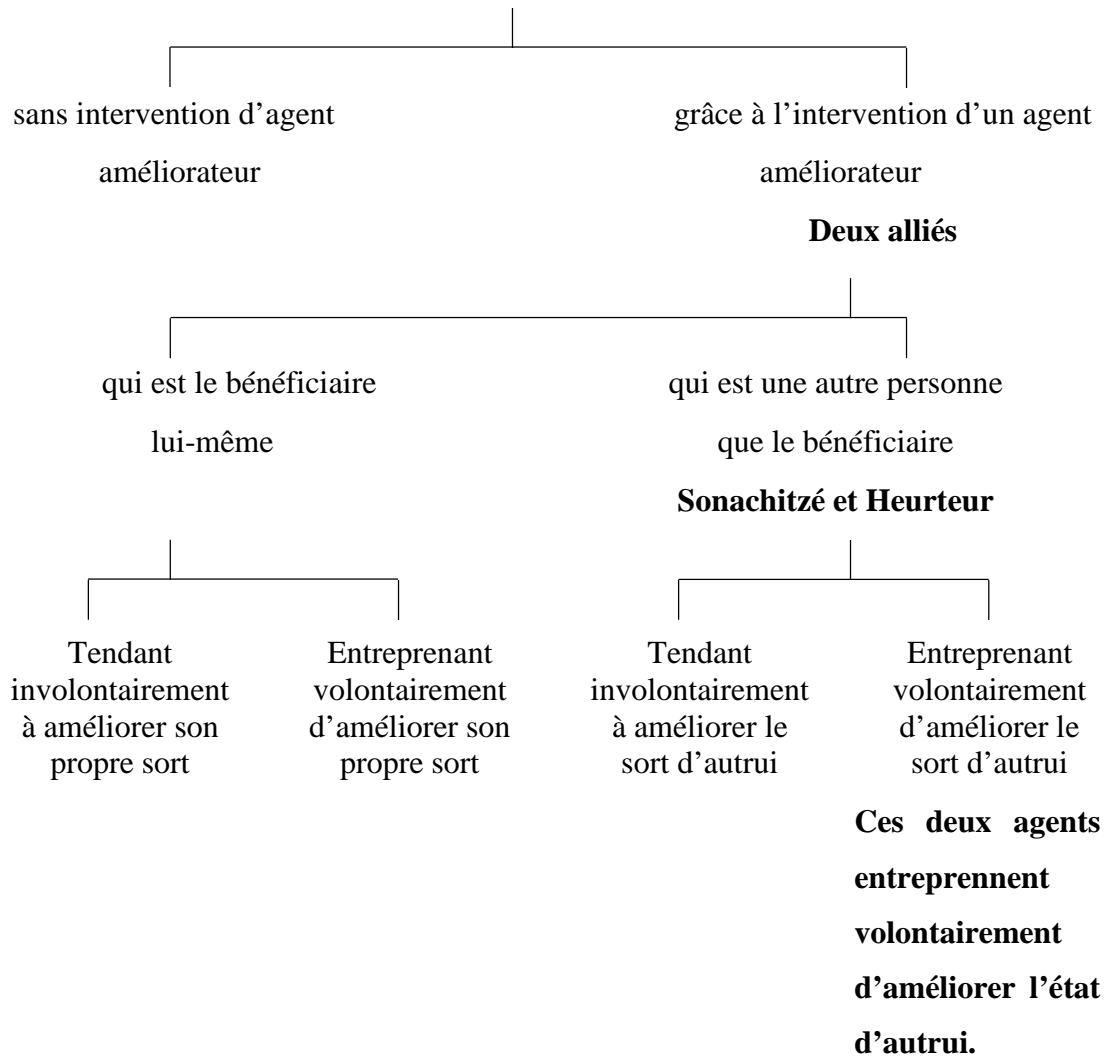 sans intervention d’agent
améliorateur
grâce à l’intervention d’un agent
améliorateur
Deux alliés
qui est le bénéficiaire
lui-même
qui est une autre personne
que le bénéficiaire
Sonachitzé et Heurteur
Tendant
involontairement
à améliorer son
propre sort
Entreprenant
volontairement
d’améliorer son
propre sort
Tendant
involontairement
à améliorer le
sort d’autrui
Entreprenant
volontairement
d’améliorer le
sort d’autrui
Ces deux agents
entreprennent
volontairement
d’améliorer l’état
d’autrui.